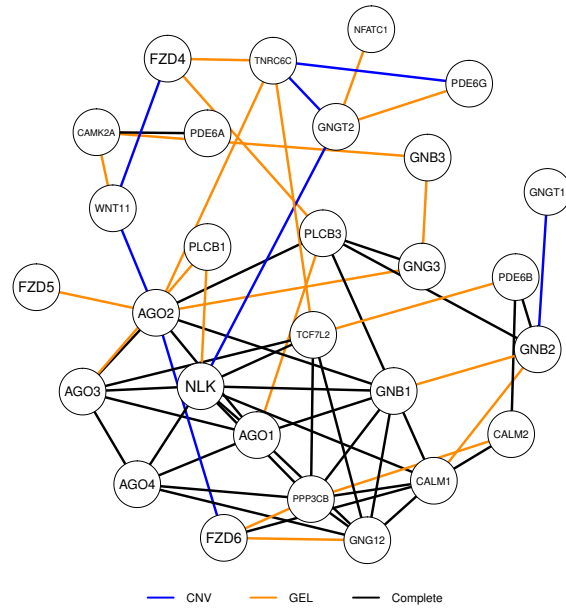 NFATC1
FZD4
TNRC6C
PDE6G
GNGT2
CAMK2A
PDE6A
GNB3
GNGT1
WNT11
PLCB3
PLCB1
GNG3
PDE6B
FZD5
AGO2
TCF7L2
GNB2
AGO3
NLK
GNB1
AGO1
CALM2
AGO4
CALM1
PPP3CB
FZD6
GNG12
CNV GEL Complete